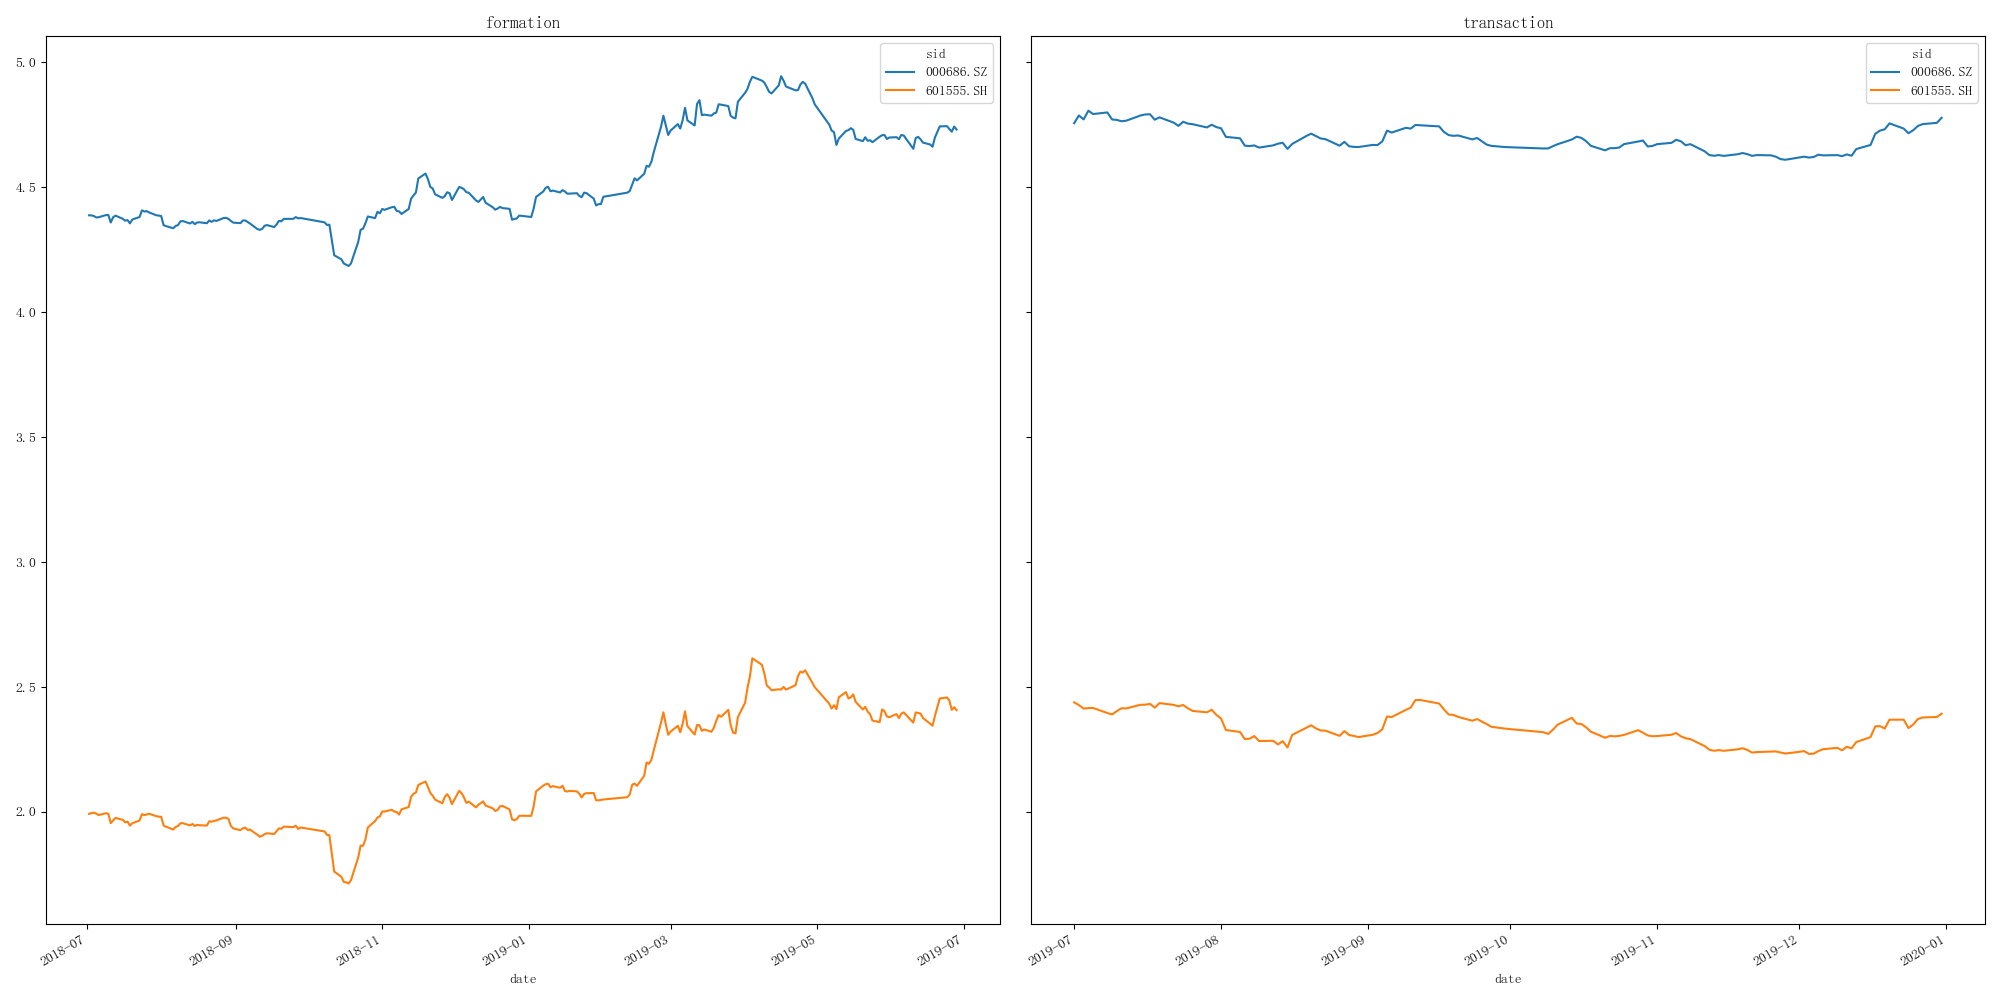 formation
sid
000686.SZ
601555.SH
5.0
4.5
4.0
3.5
3.0
2.5
2.0
2018-07
2018-09
2018-11
2019-01
2019-03
2019-05
2019-07
date
transaction
sid
000686.SZ
601555.SH
2019-07
2019-08
2019-09
2019-10
2019-11
2019-12
2020-01
date